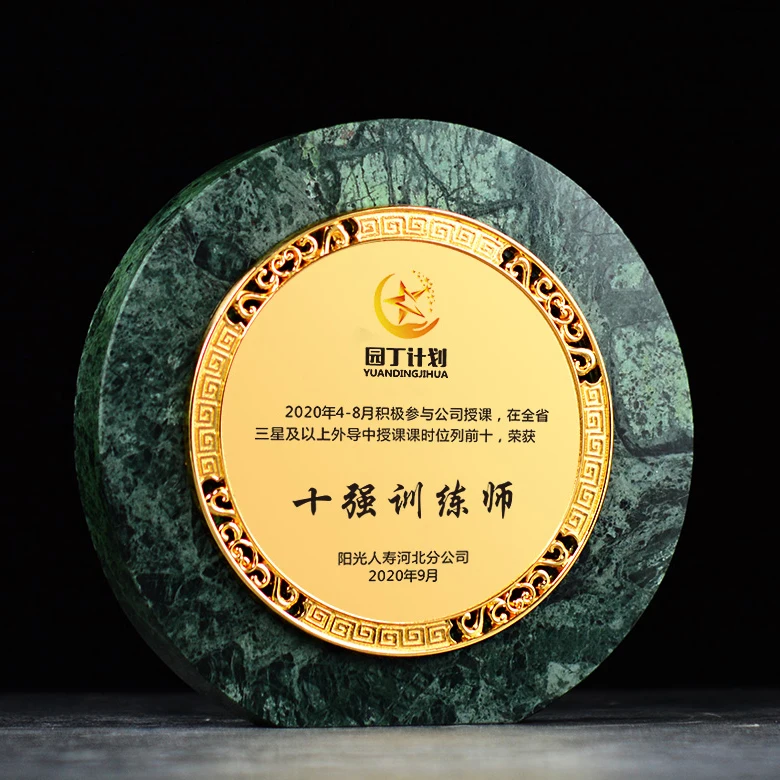 园丁计划
YUANDINGJIHUA
2020年4-8月积极参与公司授课，在全省
三星及以上外导中授课课时位列前十，荣获
十强训练师
阳光人寿河北分公司
2020年9月